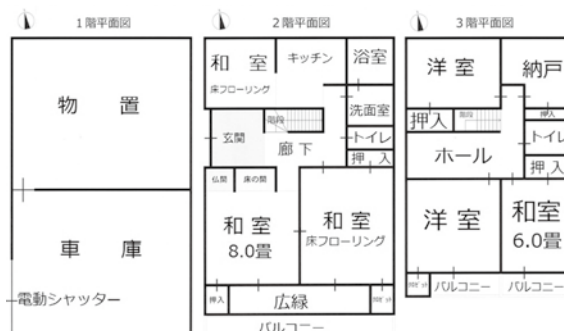 1階平面図
物 置
車 庫
電動シャッター
2階平面図
和 室
床フローリング
キッチン
浴室
洗面室
トイレ
押 入
階段
玄関
廊 下
仏間
床の間
和 室
8.0畳
和 室
床フローリング
押入
広緑
バルコニー
3階平面図
洋 室
納戸
押入
階段
押入
トイレ
ホール
押入
洋 室
和室
6.0畳
バルコニー
バルコニー